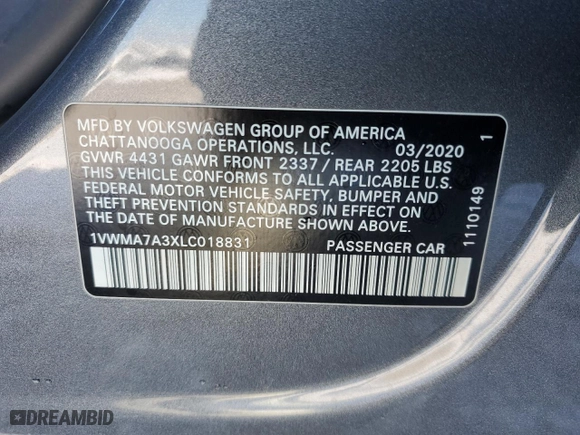 MFD BY VOLKSWAGEN GROUP OF AMERICA
CHATTANOOGA OPERATIONS, LLC. 03/2020
GVWR 4431 GAWR FRONT 2337 / REAR 2205 LBS
THIS VEHICLE CONFORMS TO ALL APPLICABLE U.S.
FEDERAL MOTOR VEHICLE SAFETY, BUMPER AND
THEFT PREVENTION STANDARDS IN EFFECT ON
THE DATE OF MANUFACTURE SHOWN ABOVE.
1VWMA7A3XLC018831 PASSENGER CAR
1110149 1
DREAMBID